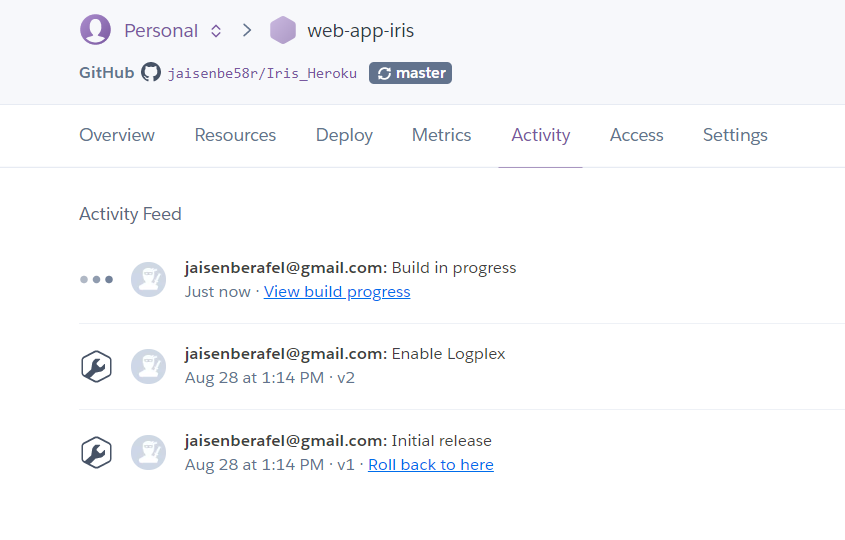 Personal > web-app-iris
GitHub jaisenbe58r/Iris_Heroku master
Overview Resources Deploy Metrics Activity Access Settings
Activity Feed
jaisenberafel@gmail.com: Build in progress
Just now · View build progress
jaisenberafel@gmail.com: Enable Logplex
Aug 28 at 1:14 PM · v2
jaisenberafel@gmail.com: Initial release
Aug 28 at 1:14 PM · v1 · Roll back to here